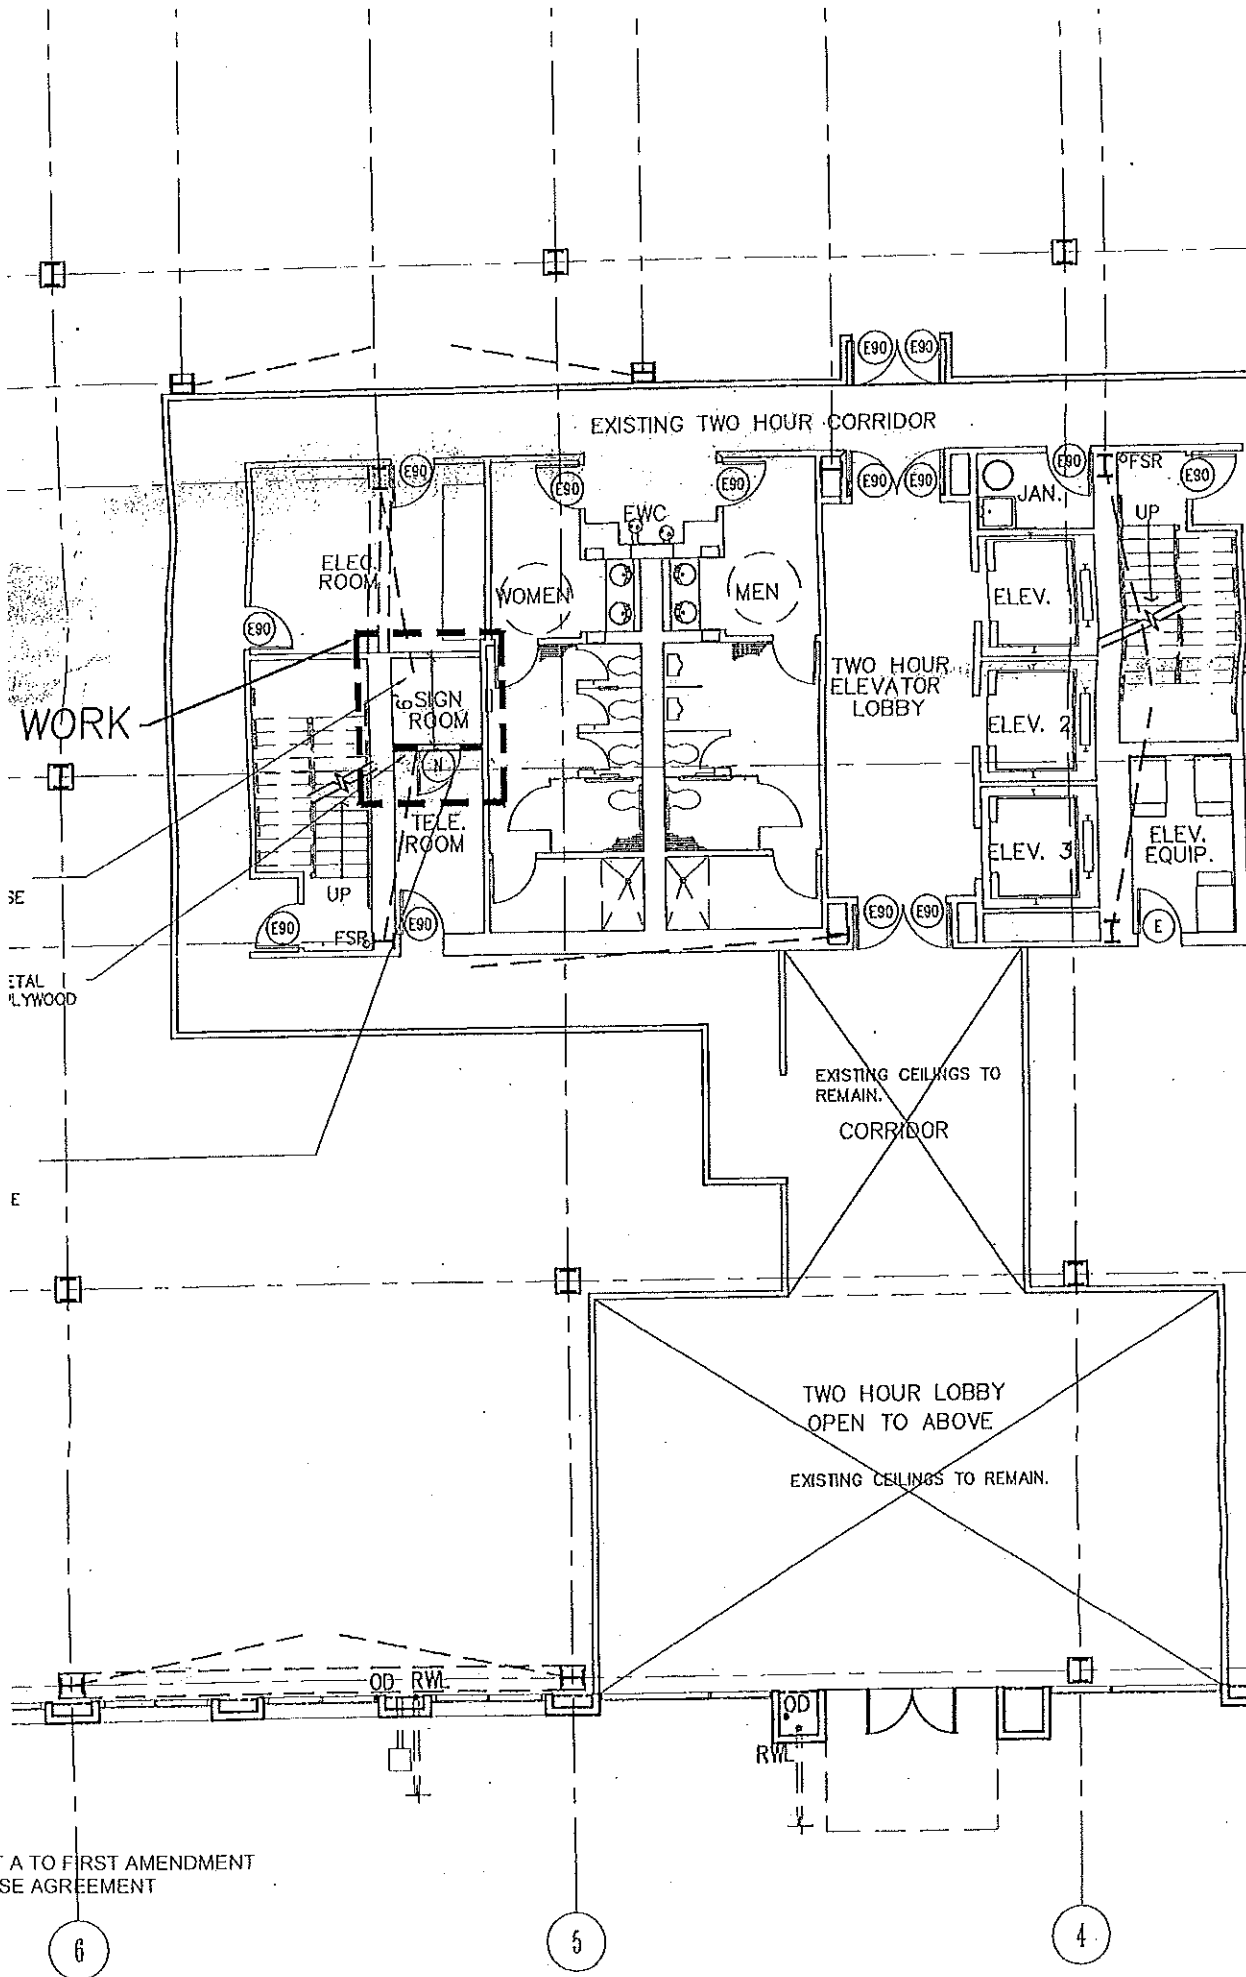 E90 E90
EXISTING TWO HOUR CORRIDOR
E90 E90 E90 E90 E90 E90 FSR E90
JAN.
UP
EWC
ELEC.
ROOM
WOMEN
MEN
ELEV.
E90
TWO HOUR
ELEVATOR
LOBBY
6
SIGN
ROOM
WORK
ELEV. 2
N
TELE.
ROOM
ELEV. 3
ELEV.
EQUIP.
SE
UP
E90
FSR
E90
E90 E90
E
ETAL
LYWOOD
EXISTING CEILINGS TO
REMAIN.
CORRIDOR
E
TWO HOUR LOBBY
OPEN TO ABOVE
EXISTING CEILINGS TO REMAIN.
OD RWL
OD
RWL
T A TO FIRST AMENDMENT
SE AGREEMENT
6 5 4